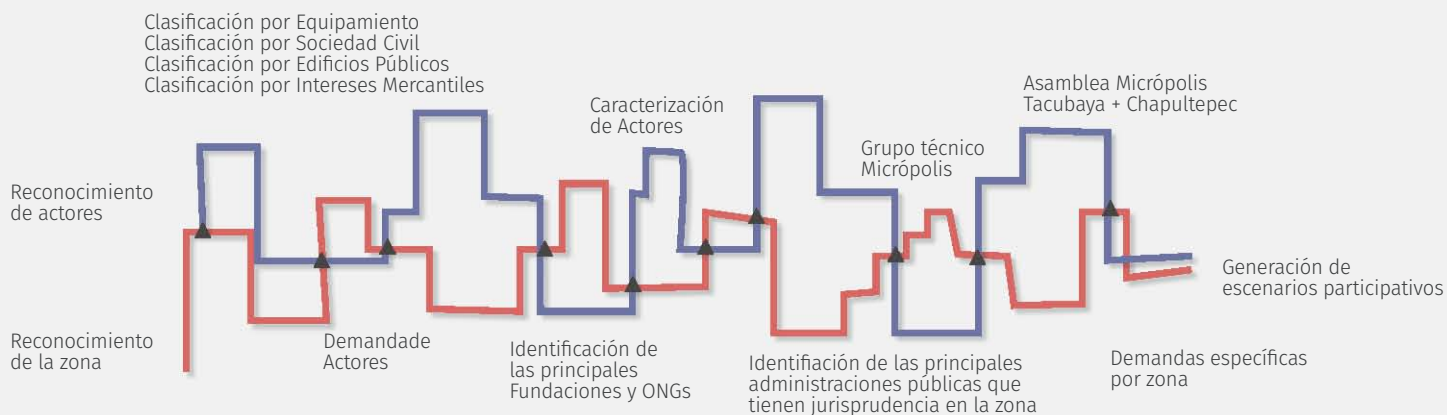 Clasificación por Equipamiento
Clasificación por Sociedad Civil
Clasificación por Edificios Públicos
Clasificación por Intereses Mercantiles
Reconocimiento
de actores
Reconocimiento
de la zona
Demandade
Actores
Caracterización
de Actores
Identificación de
las principales
Fundaciones y ONGs
Grupo técnico
Micrópolis
Identifiación de las principales
administraciones públicas que
tienen jurisprudencia en la zona
Asamblea Micrópolis
Tacubaya + Chapultepec
Generación de
escenarios participativos
Demandas específicas
por zona